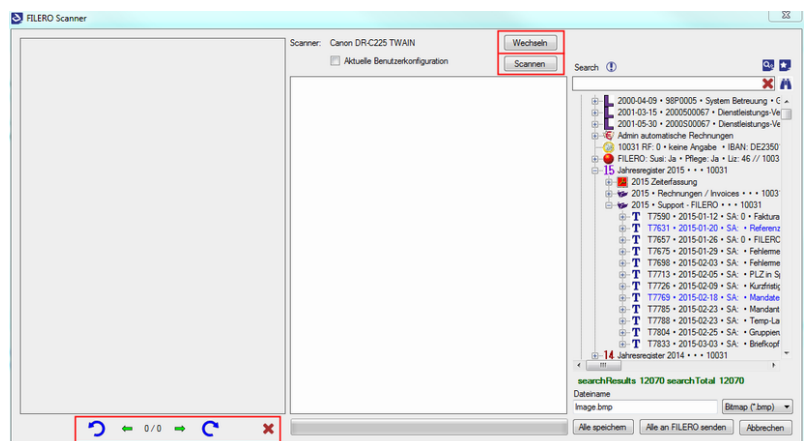 FILERO Scanner
Scanner: Canon DR-C225 TWAIN
Wechseln
Aktuelle Benutzerkonfiguration
Scannen
Search
2000-04-09 • 98P0005 • System Betreuung • G
2001-03-15 • 2000500067 • Dienstleistungs-Ve
2001-05-30 • 2000S00067 • Dienstleistungs-Ve
Admin automatische Rechnungen
10031 RF: 0 • keine Angabe • IBAN: DE2350
FILERO: Susi: Ja • Pflege: Ja • Liz: 46 // 1003
15 Jahresregister 2015 • • • 10031
2015 Zeiterfassung
2015 • Rechnungen / Invoices • • • 1003
2015 • Support - FILERO • • • 10031
T T7590 • 2015-01-12 • SA: 0 • Faktura
T T7631 • 2015-01-20 • SA: • Referenz
T T7657 • 2015-01-26 • SA: 0 • FILERO
T T7675 • 2015-01-29 • SA: • Fehlerme
T T7698 • 2015-02-03 • SA: • Fehlerme
T T7713 • 2015-02-05 • SA: • PLZ in S
T T7726 • 2015-02-09 • SA: • Kurzfristig
T T7769 • 2015-02-18 • SA: • Mandate
T T7785 • 2015-02-23 • SA: • Mandant
T T7788 • 2015-02-23 • SA: • Temp-La
T T7804 • 2015-02-25 • SA: • Gruppieru
T T7833 • 2015-03-03 • SA: • Briefkopf
14 Jahresregister 2014 • • • 10031
searchResults 12070 searchTotal 12070
Dateiname
Image.bmp
Bitmap (*.bmp)
0 / 0
Alle speichern
Alle an FILERO senden
Abbrechen